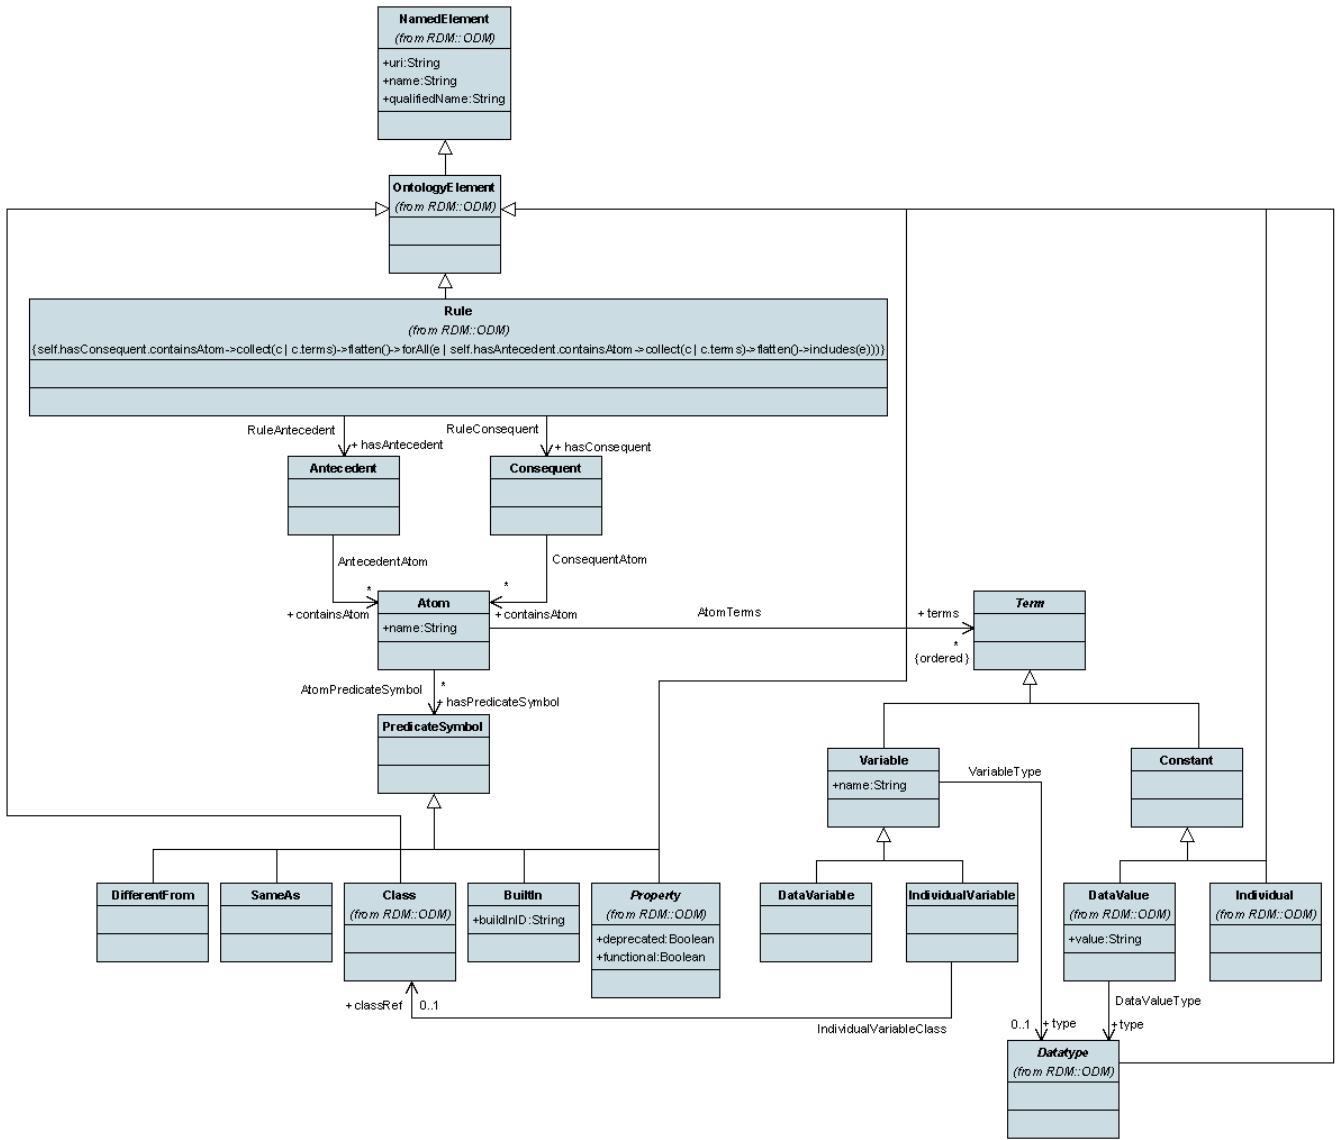 NamedElement
(from RDM::ODM)
+uri:String
+name:String
+qualifiedName:String
OntologyElement
(from RDM::ODM)
Rule
(from RDM::ODM)
{self.hasConsequent.containsAtom->collect(c | c.terms)->flatten()->forAll(e | self.hasAntecedent.containsAtom->collect(c | c.terms)->flatten()->includes(e)))}
RuleAntecedent
+ hasAntecedent
RuleConsequent
+ hasConsequent
Antecedent
Consequent
AntecedentAtom
ConsequentAtom
*
+ containsAtom
*
+ containsAtom
Atom
+name:String
AtomTerms
+ terms
*
{ordered}
Term
AtomPredicateSymbol
*
+ hasPredicateSymbol
PredicateSymbol
Variable
+name:String
VariableType
Constant
DifferentFrom
SameAs
Class
(from RDM::ODM)
BuiltIn
+buildInID:String
Property
(from RDM::ODM)
+deprecated:Boolean
+functional:Boolean
DataVariable
IndividualVariable
DataValue
(from RDM::ODM)
+value:String
Individual
(from RDM::ODM)
+ classRef
0..1
IndividualVariableClass
DataValueType
0..1
+ type
+type
Datatype
(from RDM::ODM)